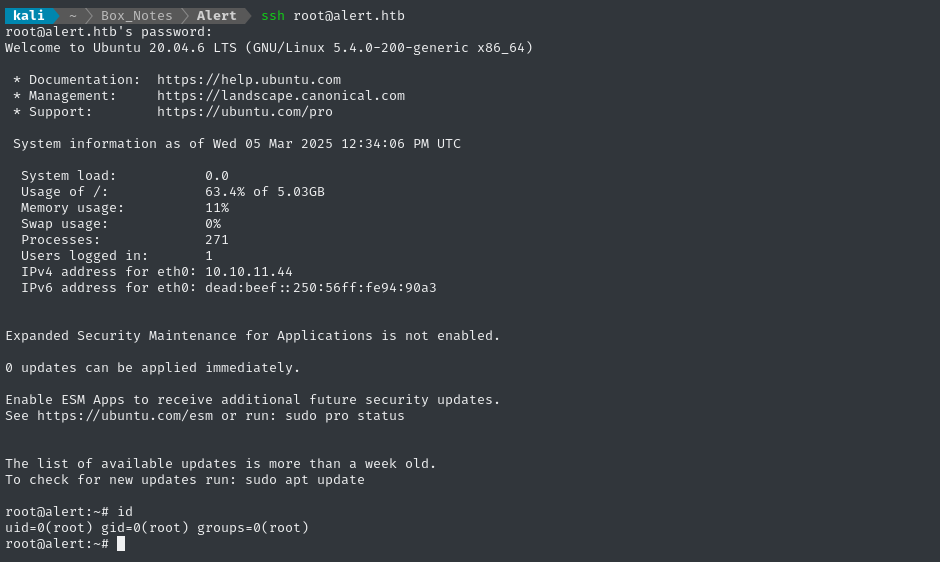 kali ~ Box_Notes Alert ssh root@alert.htb
root@alert.htb's password:
Welcome to Ubuntu 20.04.6 LTS (GNU/Linux 5.4.0-200-generic x86_64)
* Documentation: https://help.ubuntu.com
* Management: https://landscape.canonical.com
* Support: https://ubuntu.com/pro
System information as of Wed 05 Mar 2025 12:34:06 PM UTC
System load: 0.0
Usage of /: 63.4% of 5.03GB
Memory usage: 11%
Swap usage: 0%
Processes: 271
Users logged in: 1
IPv4 address for eth0: 10.10.11.44
IPv6 address for eth0: dead:beef::250:56ff:fe94:90a3
Expanded Security Maintenance for Applications is not enabled.
0 updates can be applied immediately.
Enable ESM Apps to receive additional future security updates.
See https://ubuntu.com/esm or run: sudo pro status
The list of available updates is more than a week old.
To check for new updates run: sudo apt update
root@alert:~# id
uid=0(root) gid=0(root) groups=0(root)
root@alert:~#